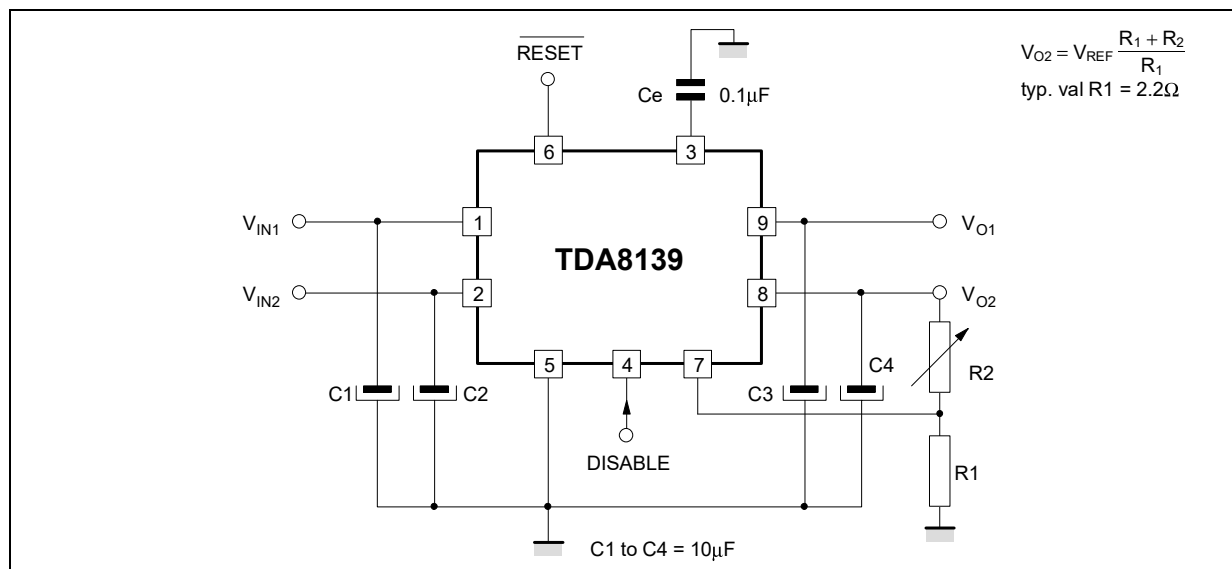 RESET
V_O2 = V_REF (R_1 + R_2) / R_1
typ. val R1 = 2.2Ω
Ce 0.1μF
6 3
V_IN1 1 9 V_O1
TDA8139
V_IN2 2 8 V_O2
5 4 7
C1 C2 C3 C4 R2
DISABLE
R1
C1 to C4 = 10μF